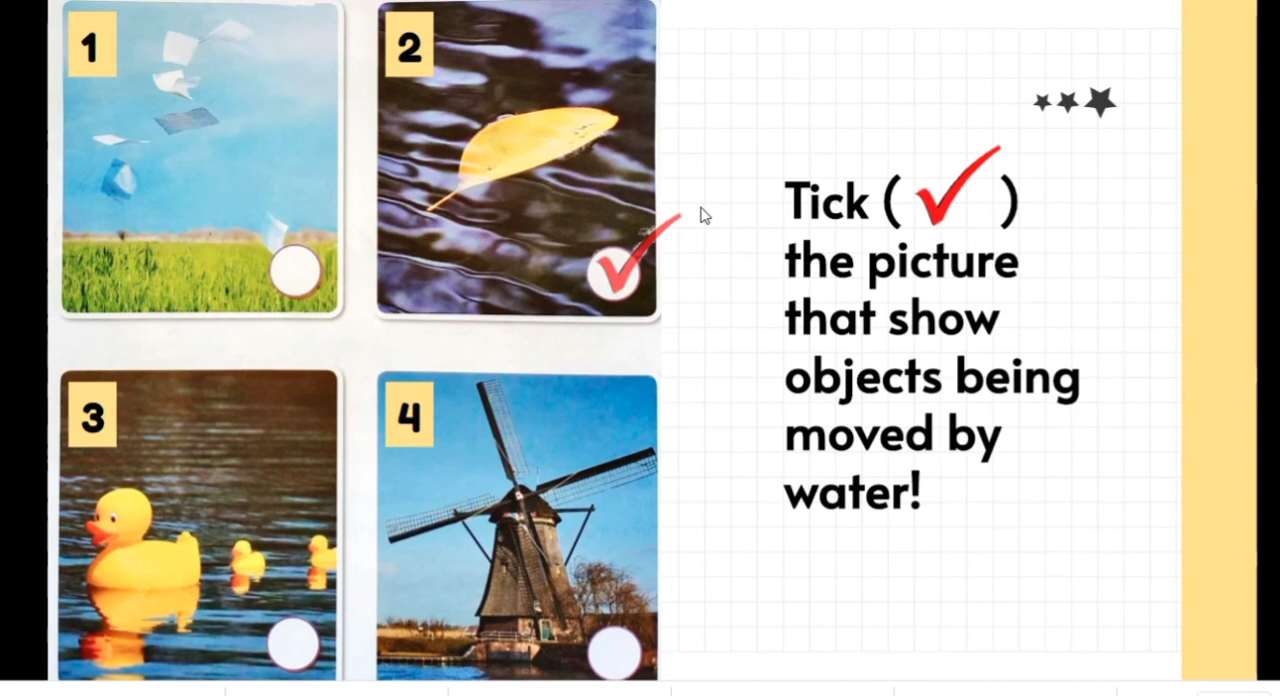 1
2
Tick ( ✓ )
the picture
that show
objects being
moved by
water!
3
4